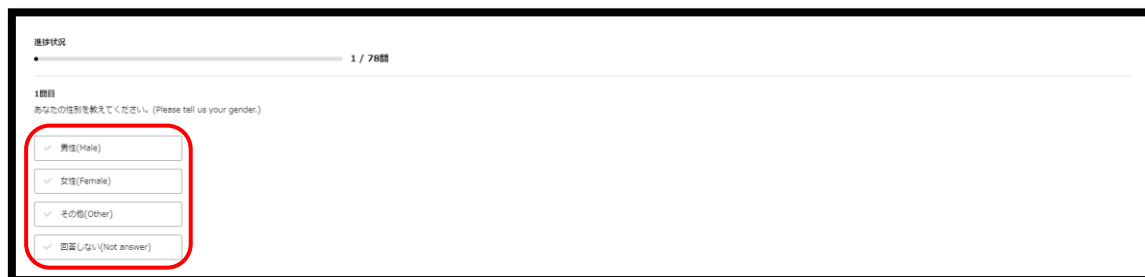 進捗状況
1 / 78問
1問目
あなたの性別を教えてください。(Please tell us your gender.)
男性(Male)
女性(Female)
その他(Other)
回答しない(Not answer)